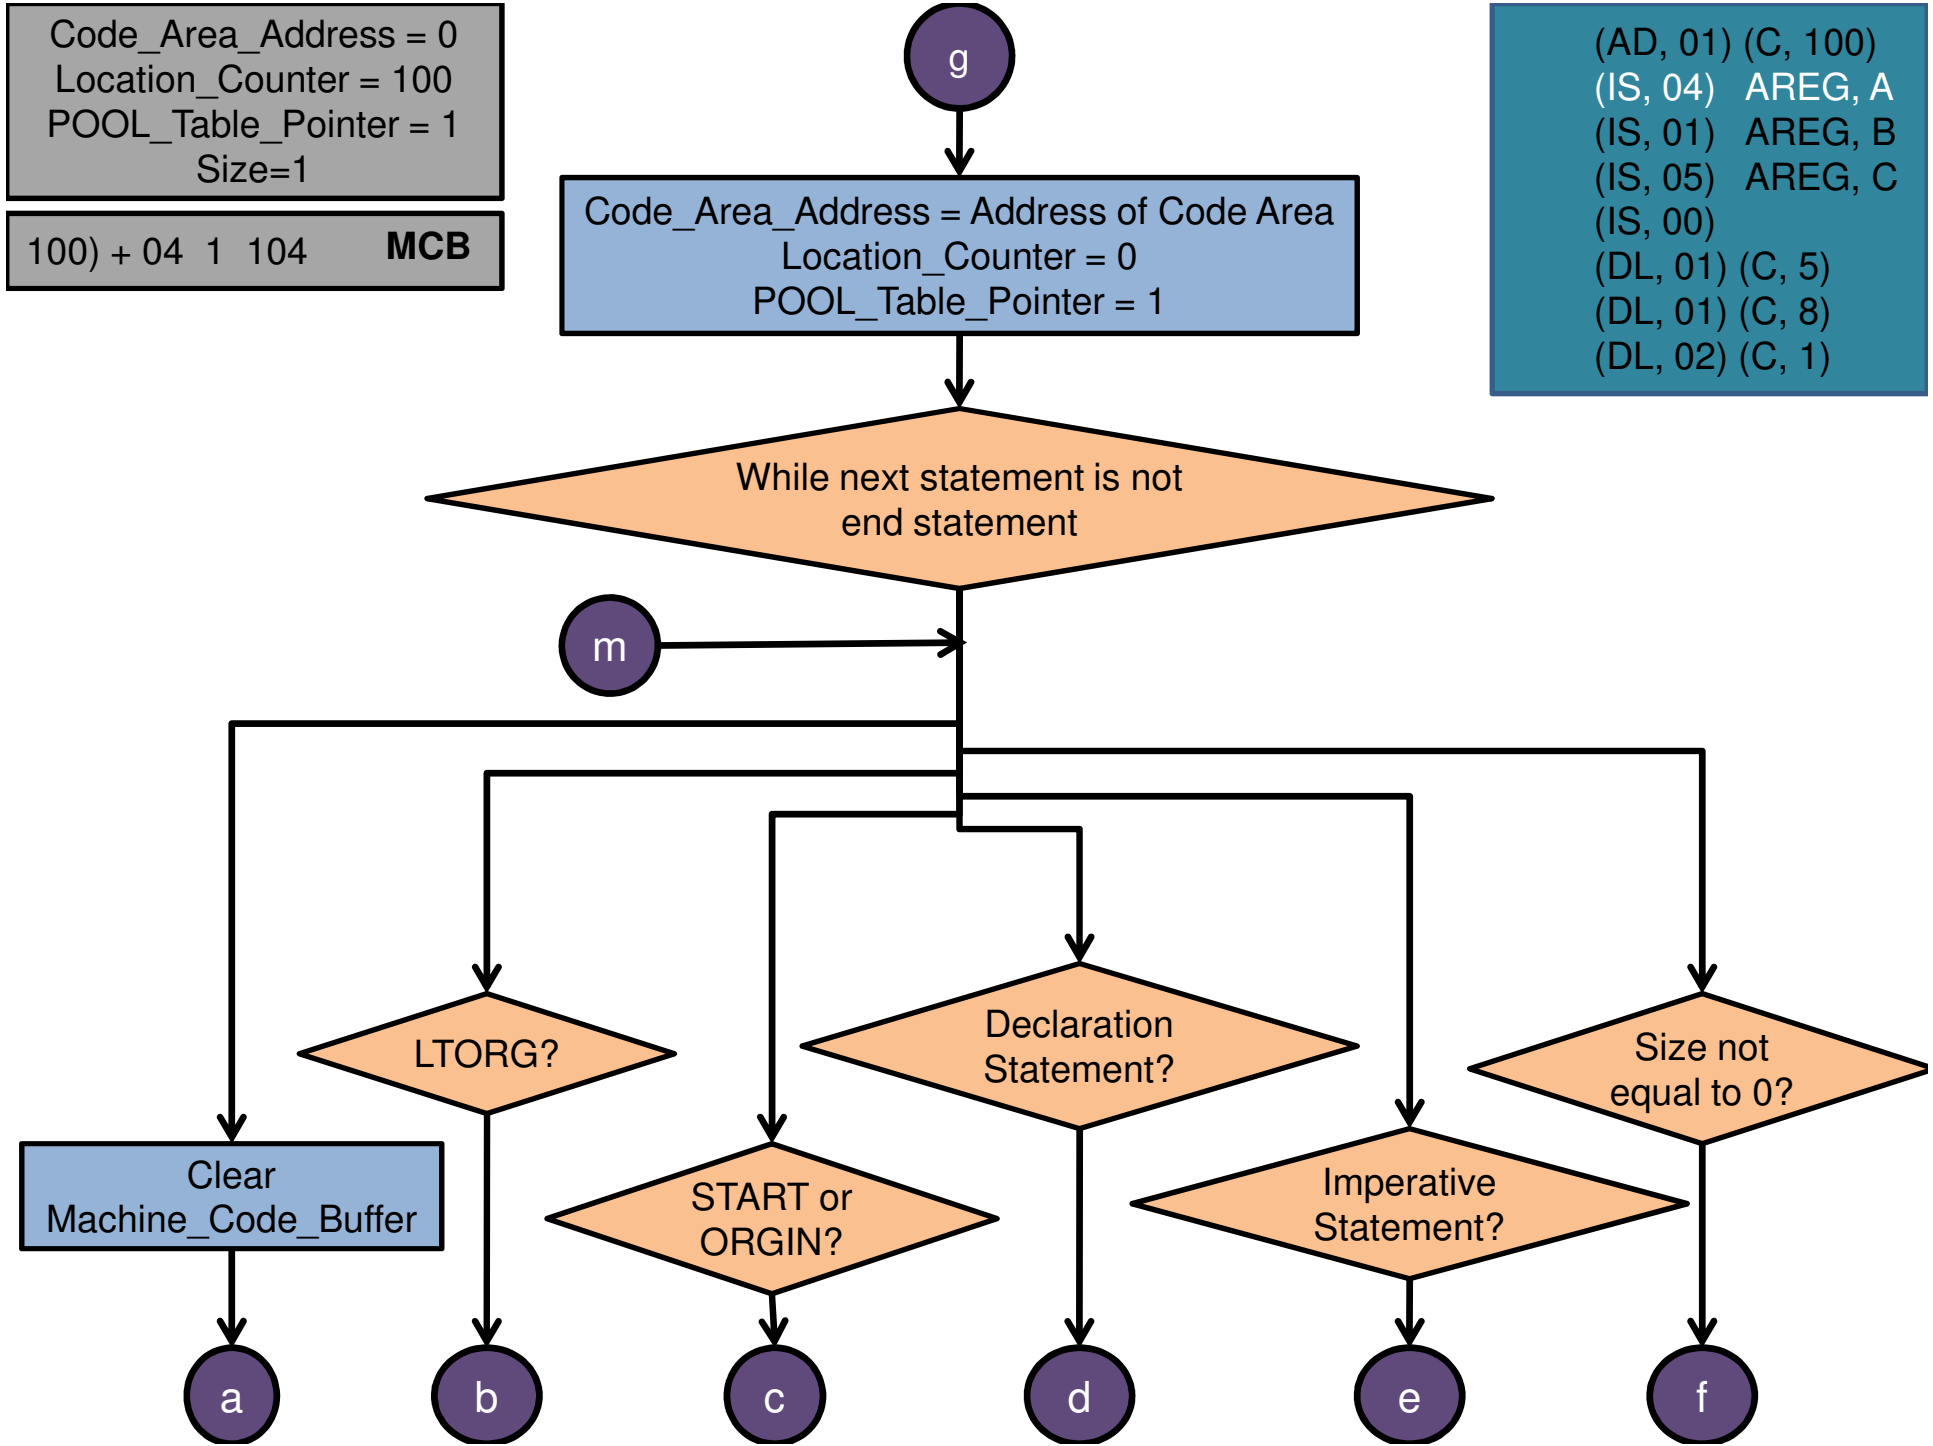 Code_Area_Address = 0
Location_Counter = 100
POOL_Table_Pointer = 1
Size=1
100) + 04 1 104 MCB
g
(AD, 01) (C, 100)
(IS, 04) AREG, A
(IS, 01) AREG, B
(IS, 05) AREG, C
(IS, 00)
(DL, 01) (C, 5)
(DL, 01) (C, 8)
(DL, 02) (C, 1)
Code_Area_Address = Address of Code Area
Location_Counter = 0
POOL_Table_Pointer = 1
While next statement is not
end statement
m
Clear
Machine_Code_Buffer
LTORG?
START or
ORGIN?
Declaration
Statement?
Imperative
Statement?
Size not
equal to 0?
a
b
c
d
e
f